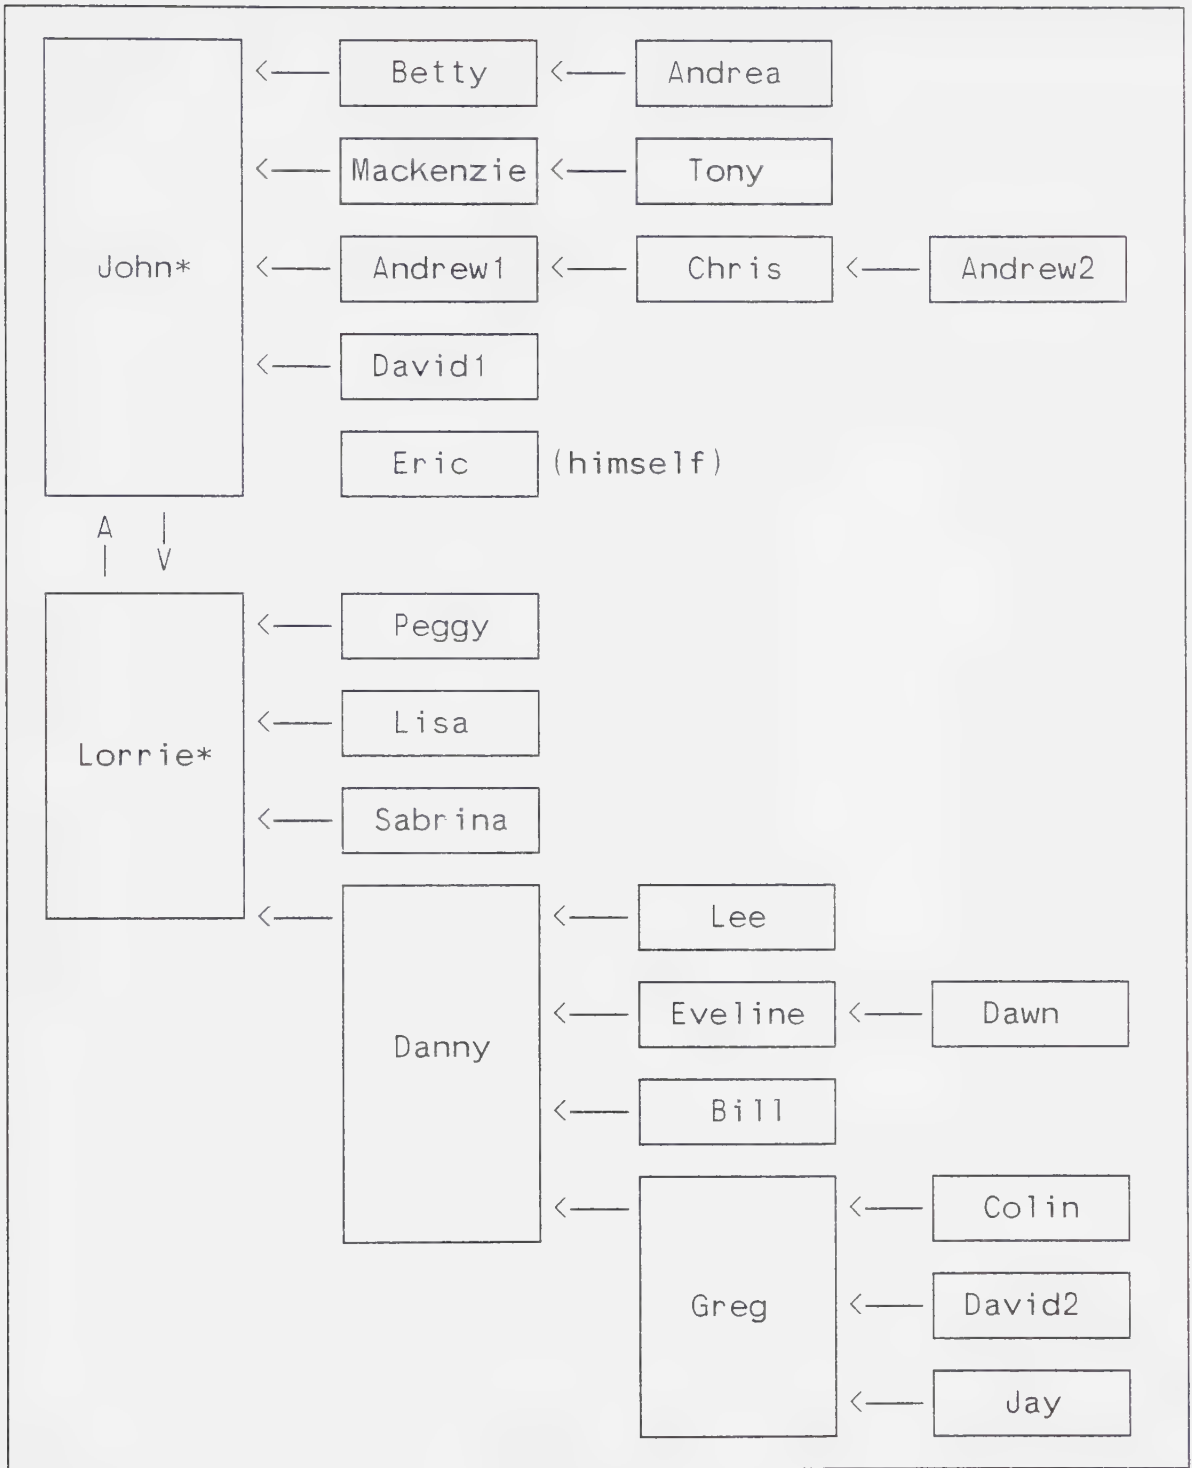 Betty Andrea
Mackenzie Tony
John* Andrew1 Chris Andrew2
David1
Eric (himself)
A
V
Peggy
Lisa
Lorrie*
Sabrina
Lee
Eveline Dawn
Danny
Bill
Colin
Greg David2
Jay